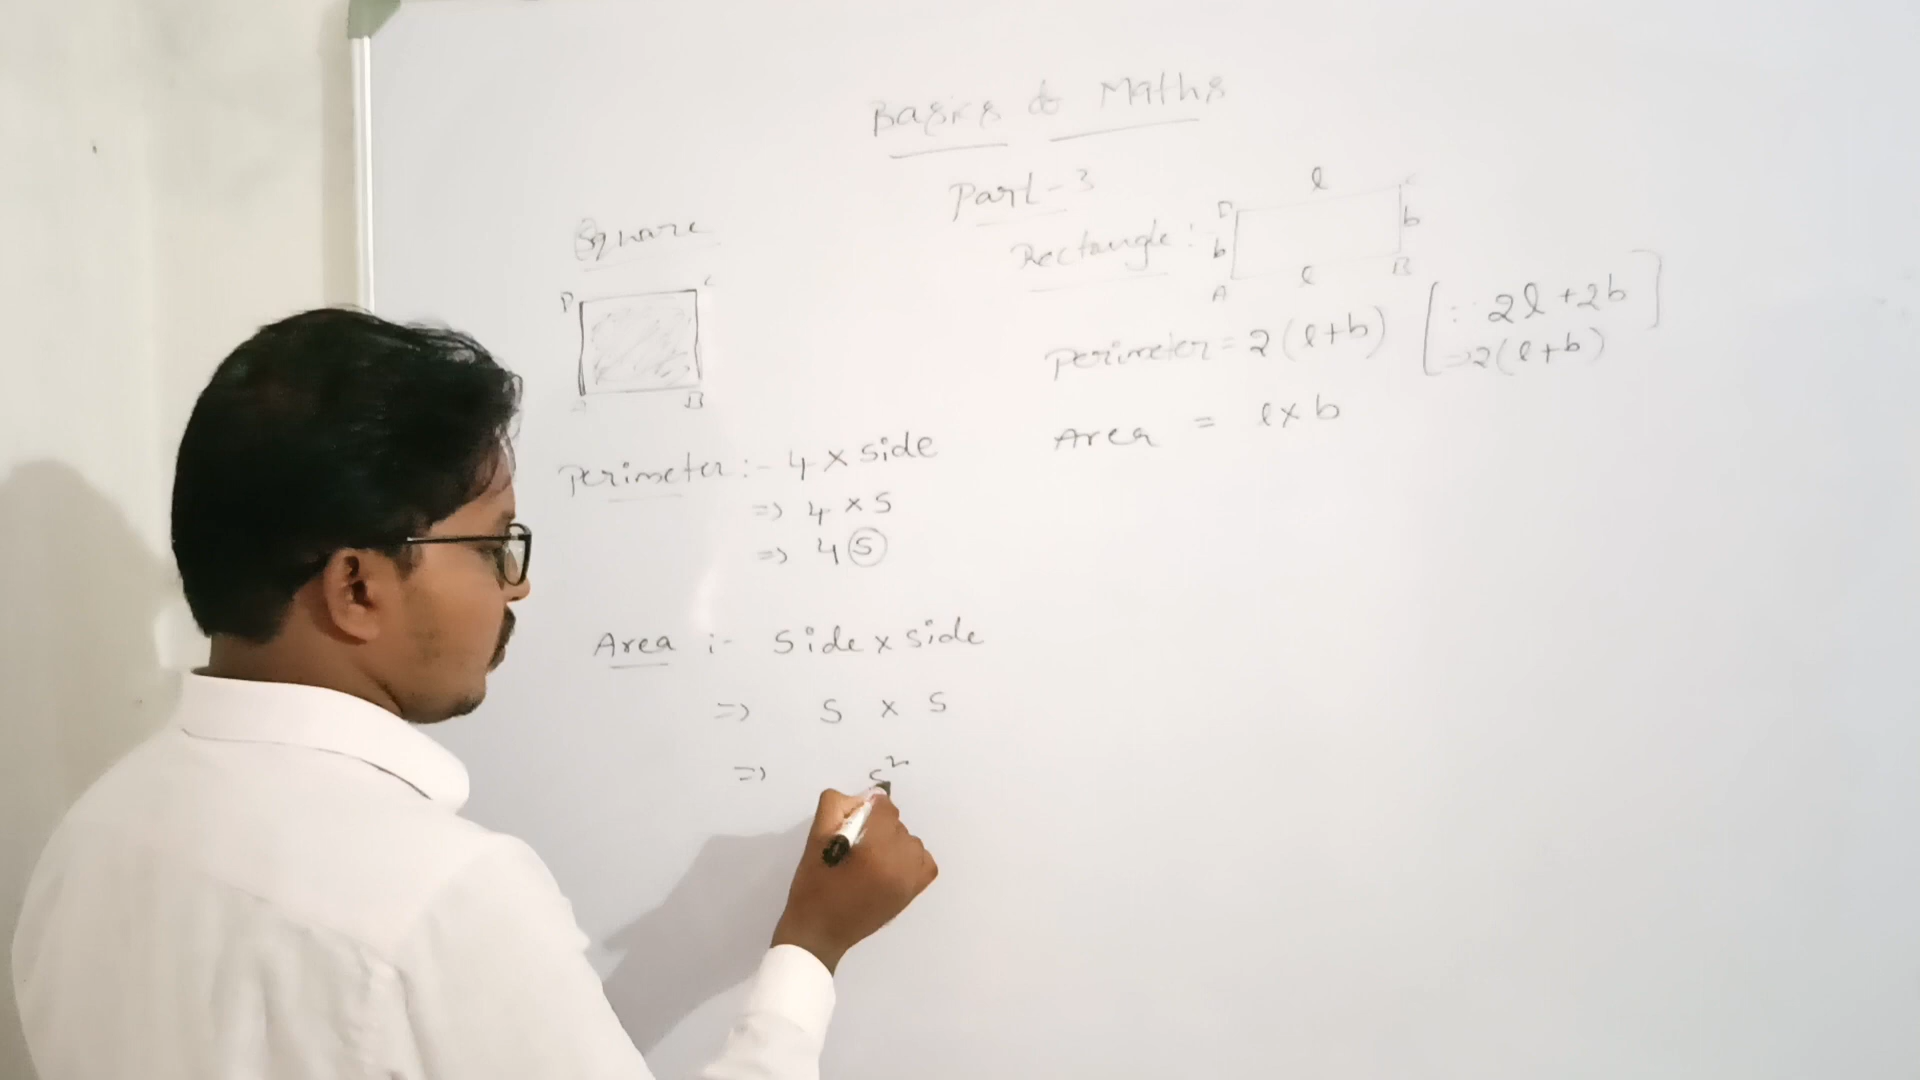 Basics of Maths
Part-3
Square
D C
A B
Perimeter :- 4 × side
=> 4 × S
=> 4 S
Area :- Side × side
=> S × S
=> S²
Rectangle :
l
D C
b b
l
A B
Perimeter = 2(l+b) [: 2l+2b
=> 2(l+b)]
Area = l × b